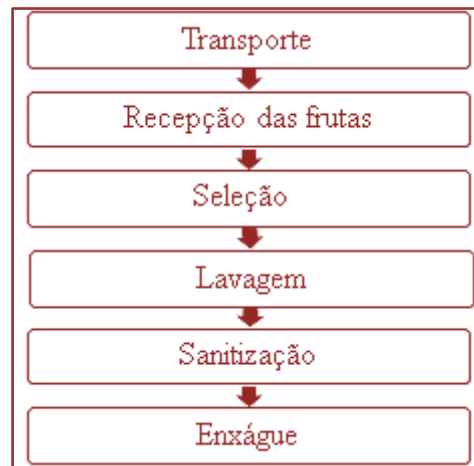 Transporte
Recepção das frutas
Seleção
Lavagem
Sanitização
Enxágue